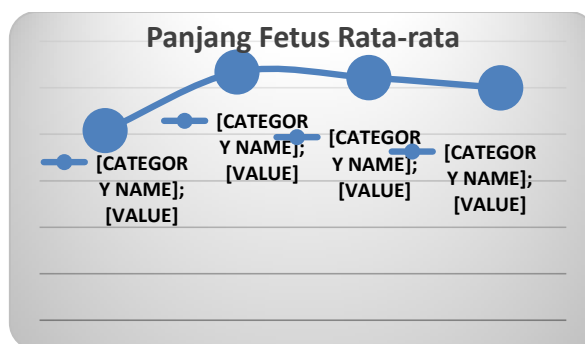 Panjang Fetus Rata-rata
[CATEGOR
Y NAME];
[VALUE]
[CATEGOR
Y NAME];
[VALUE]
[CATEGOR
Y NAME];
[VALUE]
[CATEGOR
Y NAME];
[VALUE]